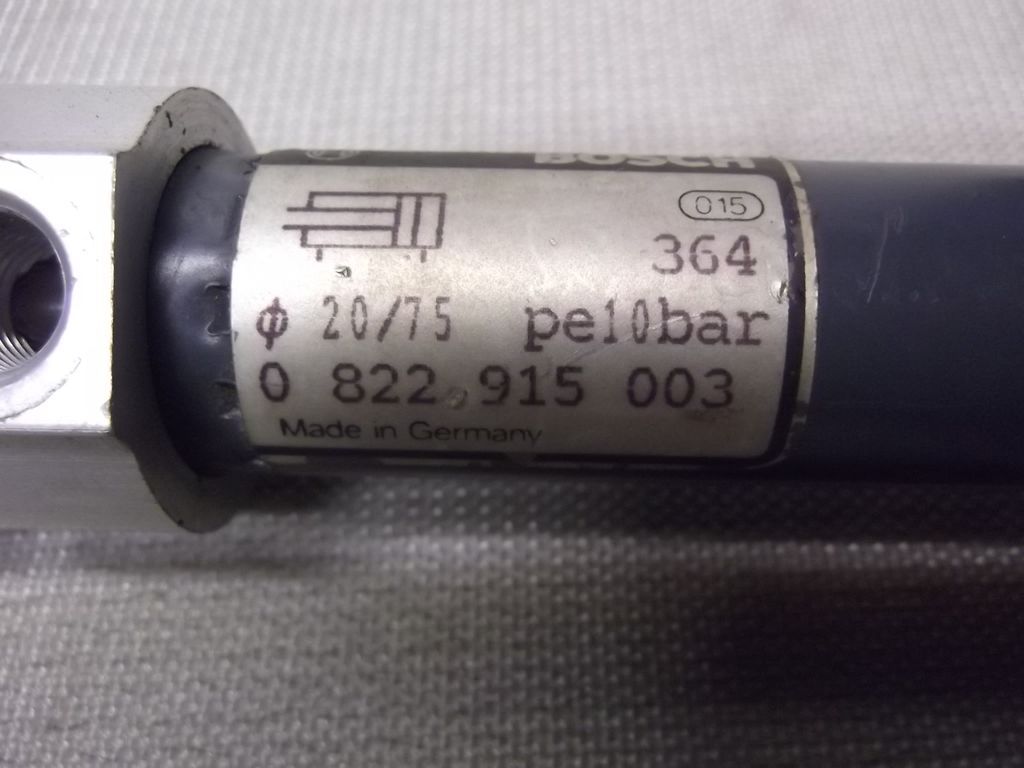 BOSCH
015
364
ϕ 20/75 pe10bar
0 822 915 003
Made in Germany